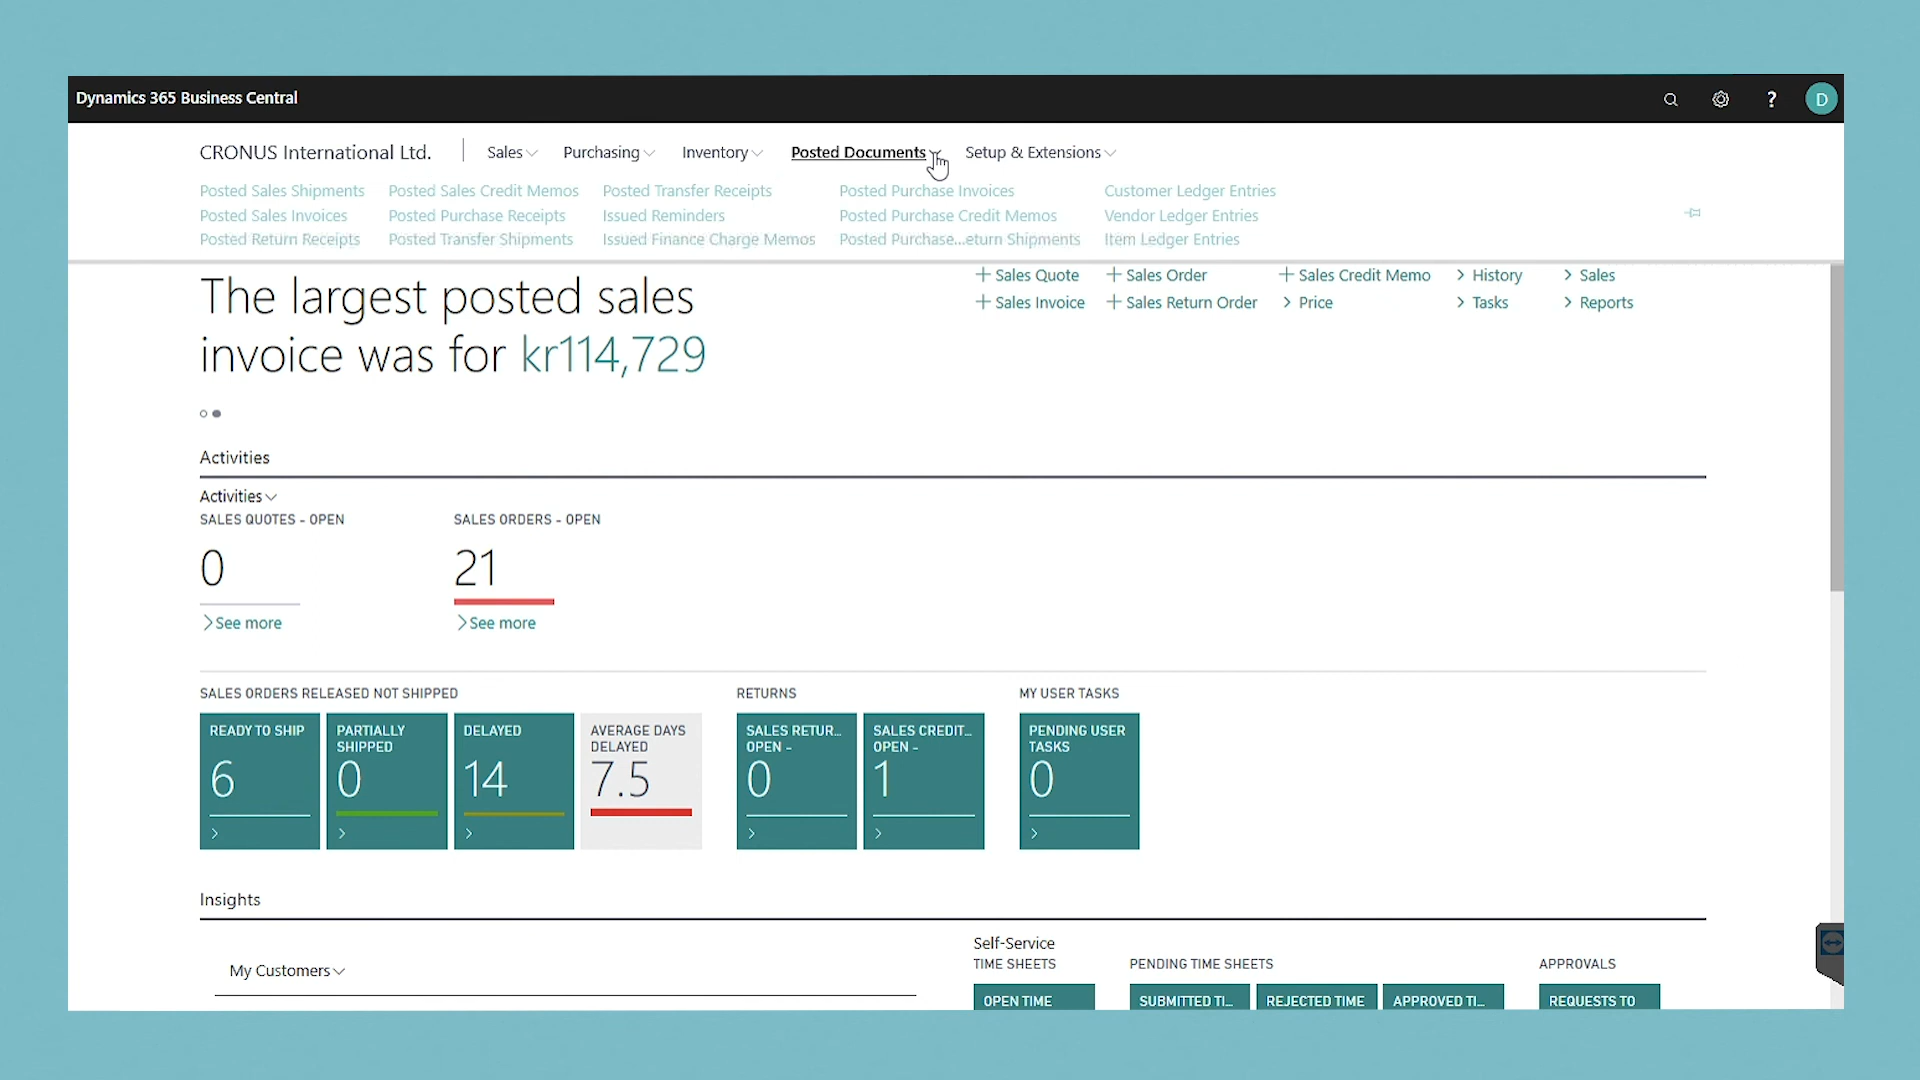 Dynamics 365 Business Central
?
D
CRONUS International Ltd.
Sales
Purchasing
Inventory
Posted Documents
Setup & Extensions
Posted Sales Shipments
Posted Sales Credit Memos
Posted Transfer Receipts
Posted Purchase Invoices
Customer Ledger Entries
Posted Sales Invoices
Posted Purchase Receipts
Issued Reminders
Posted Purchase Credit Memos
Vendor Ledger Entries
Posted Return Receipts
Posted Transfer Shipments
Issued Finance Charge Memos
Posted Purchase...eturn Shipments
Item Ledger Entries
The largest posted sales
invoice was for kr114,729
+ Sales Quote
+ Sales Order
+ Sales Credit Memo
> History
> Sales
+ Sales Invoice
+ Sales Return Order
> Price
> Tasks
> Reports
Activities
Activities
SALES QUOTES - OPEN
0
>See more
SALES ORDERS - OPEN
21
>See more
SALES ORDERS RELEASED NOT SHIPPED
READY TO SHIP
6
PARTIALLY
SHIPPED
0
DELAYED
14
AVERAGE DAYS
DELAYED
7.5
RETURNS
SALES RETUR...
OPEN -
0
SALES CREDIT...
OPEN -
1
MY USER TASKS
PENDING USER
TASKS
0
Insights
My Customers
Self-Service
TIME SHEETS
OPEN TIME
PENDING TIME SHEETS
SUBMITTED TI...
REJECTED TIME
APPROVED TI...
APPROVALS
REQUESTS TO